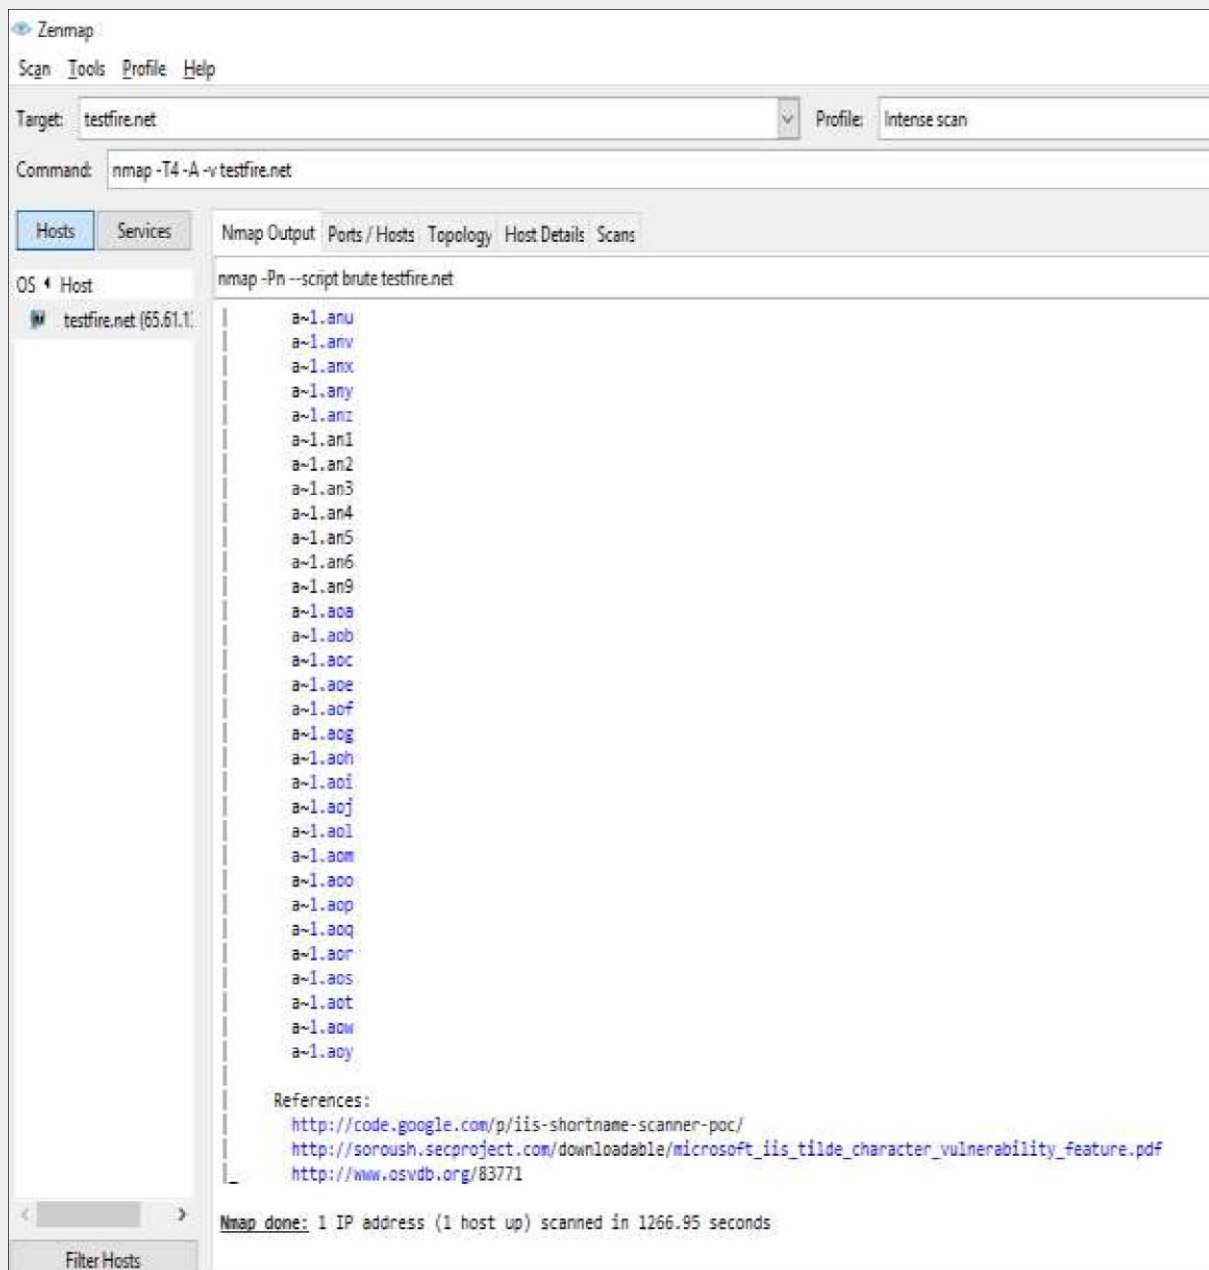 Zenmap
Scan Tools Profile Help
Target: testfire.net Profile: Intense scan
Command: nmap -T4 -A -v testfire.net
Hosts Services Nmap Output Ports / Hosts Topology Host Details Scans
OS Host nmap -Pn --script brute testfire.net
testfire.net (65.61.1
| a~1.anu
| a~1.anv
| a~1.anx
| a~1.any
| a~1.anz
| a~1.an1
| a~1.an2
| a~1.an3
| a~1.an4
| a~1.an5
| a~1.an6
| a~1.an9
| a~1.aoa
| a~1.aob
| a~1.aoc
| a~1.aoe
| a~1.aof
| a~1.aog
| a~1.aoh
| a~1.aoi
| a~1.aoj
| a~1.aol
| a~1.aom
| a~1.aoo
| a~1.aop
| a~1.aoq
| a~1.aor
| a~1.aos
| a~1.aot
| a~1.aow
| a~1.aoy
|
| References:
| http://code.google.com/p/iis-shortname-scanner-poc/
| http://soroush.secproject.com/downloadable/microsoft_iis_tilde_character_vulnerability_feature.pdf
|_ http://www.osvdb.org/83771
Nmap done: 1 IP address (1 host up) scanned in 1266.95 seconds
Filter Hosts